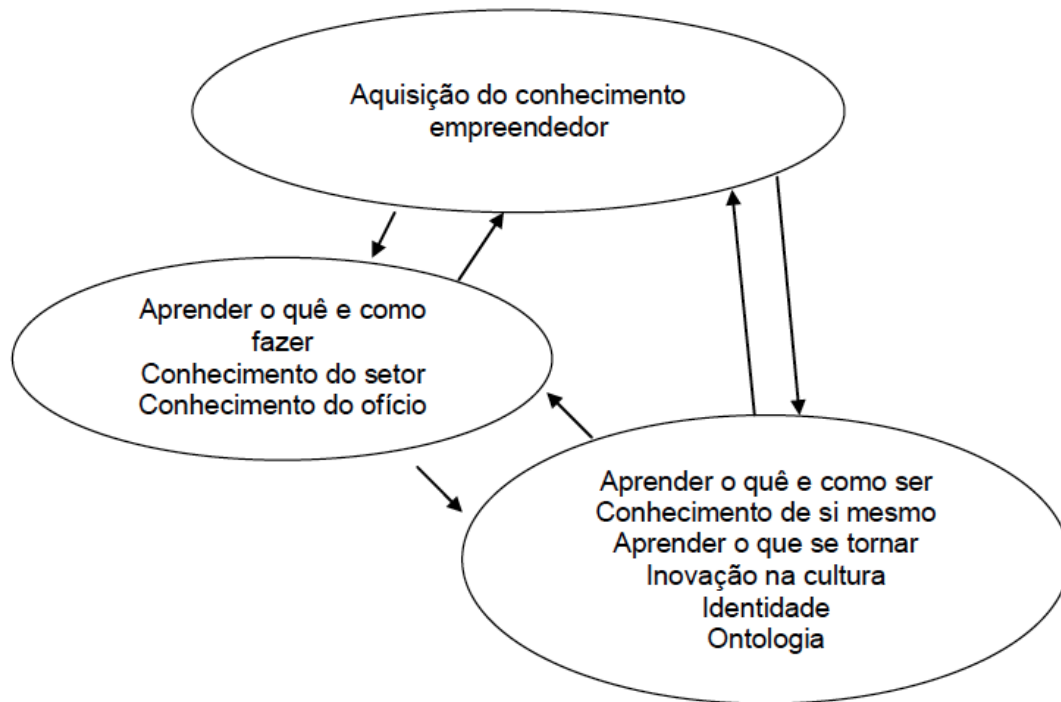 Aquisição do conhecimento
empreendedor
Aprender o quê e como
fazer
Conhecimento do setor
Conhecimento do ofício
Aprender o quê e como ser
Conhecimento de si mesmo
Aprender o que se tornar
Inovação na cultura
Identidade
Ontologia